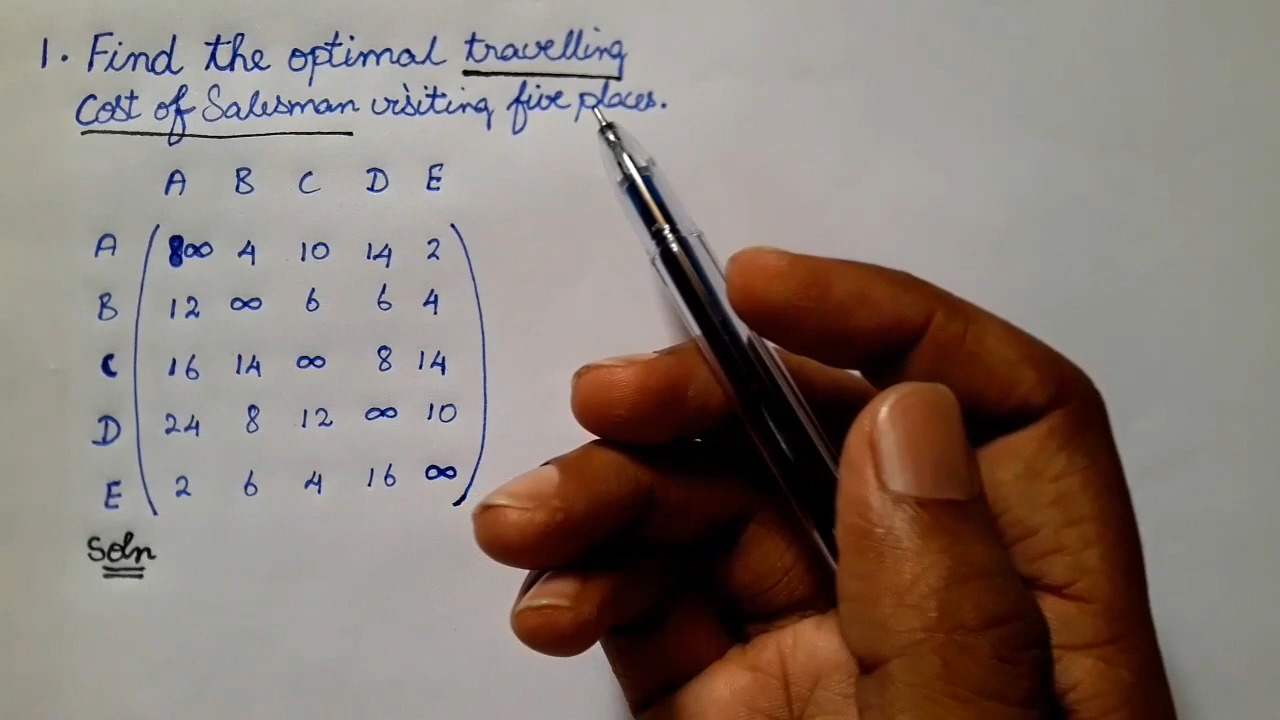 1. Find the optimal travelling
Cost of Salesman visiting five places.
A B C D E
A ∞ 4 10 14 2
B 12 ∞ 6 6 4
C 16 14 ∞ 8 14
D 24 8 12 ∞ 10
E 2 6 4 16 ∞
Soln